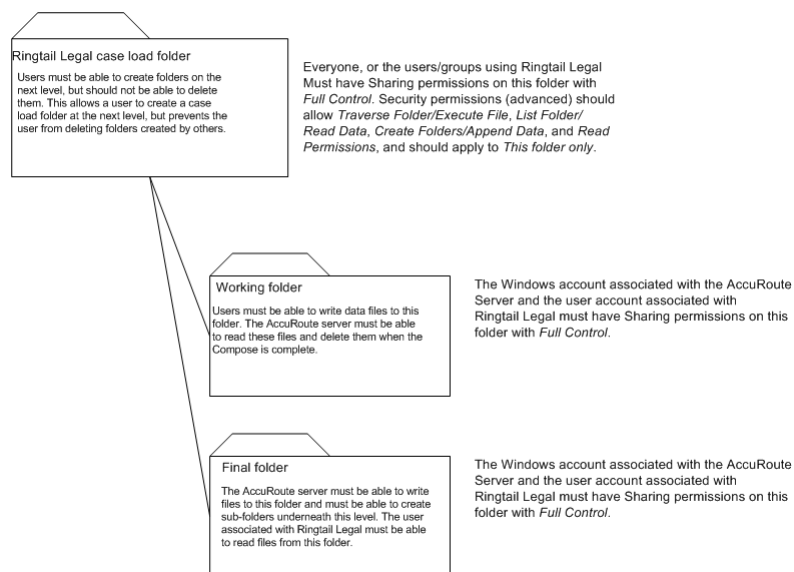 Ringtail Legal case load folder
Users must be able to create folders on the
next level, but should not be able to delete
them. This allows a user to create a case
load folder at the next level, but prevents the
user from deleting folders created by others.
Everyone, or the users/groups using Ringtail Legal
Must have Sharing permissions on this folder with
Full Control. Security permissions (advanced) should
allow Traverse Folder/Execute File, List Folder/
Read Data, Create Folders/Append Data, and Read
Permissions, and should apply to This folder only.
Working folder
Users must be able to write data files to this
folder. The AccuRoute server must be able
to read these files and delete them when the
Compose is complete.
The Windows account associated with the AccuRoute
Server and the user account associated with
Ringtail Legal must have Sharing permissions on this
folder with Full Control.
Final folder
The AccuRoute server must be able to write
files to this folder and must be able to create
sub-folders underneath this level. The user
associated with Ringtail Legal must be able
to read files from this folder.
The Windows account associated with the AccuRoute
Server and the user account associated with
Ringtail Legal must have Sharing permissions on this
folder with Full Control.